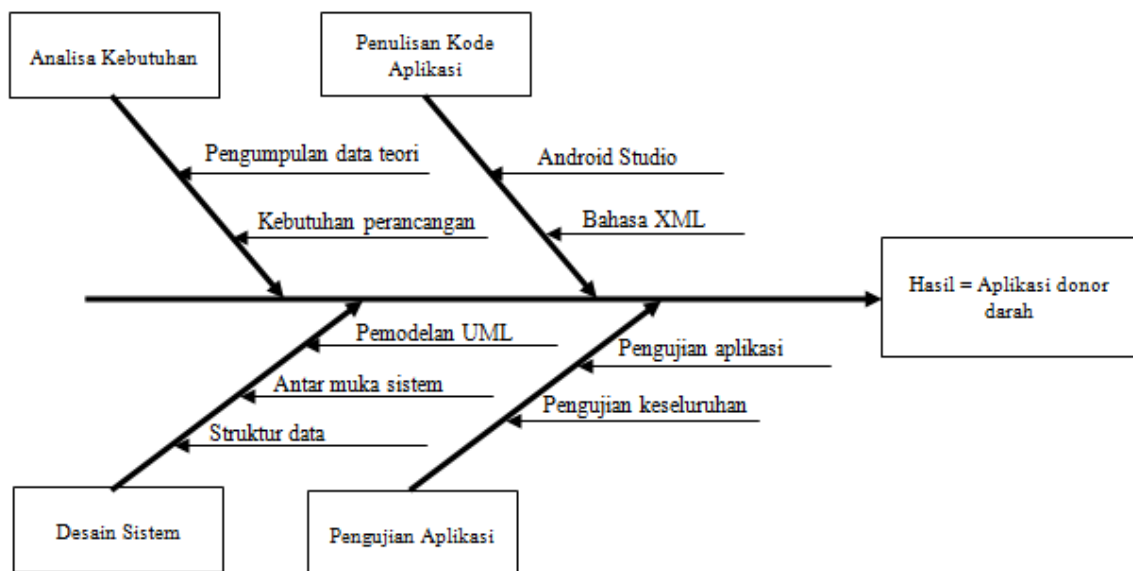 Analisa Kebutuhan
Penulisan Kode
Aplikasi
Pengumpulan data teori
Kebutuhan perancangan
Android Studio
Bahasa XML
Hasil = Aplikasi donor
darah
Pemodelan UML
Antar muka sistem
Struktur data
Pengujian aplikasi
Pengujian keseluruhan
Desain Sistem
Pengujian Aplikasi